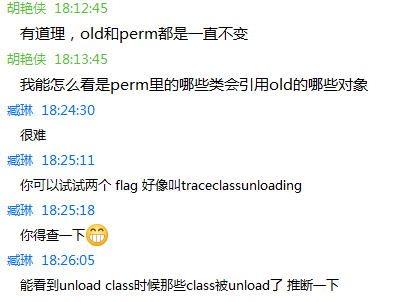 胡艳侠 18:12:45
有道理，old和perm都是一直不变
胡艳侠 18:13:45
我能怎么看是perm里的哪些类会引用old的哪些对象
臧琳 18:24:30
很难
臧琳 18:25:11
你可以试试两个 flag 好像叫traceclassunloading
臧琳 18:25:18
你得查一下
臧琳 18:26:05
能看到unload class时候那些class被unload了 推断一下